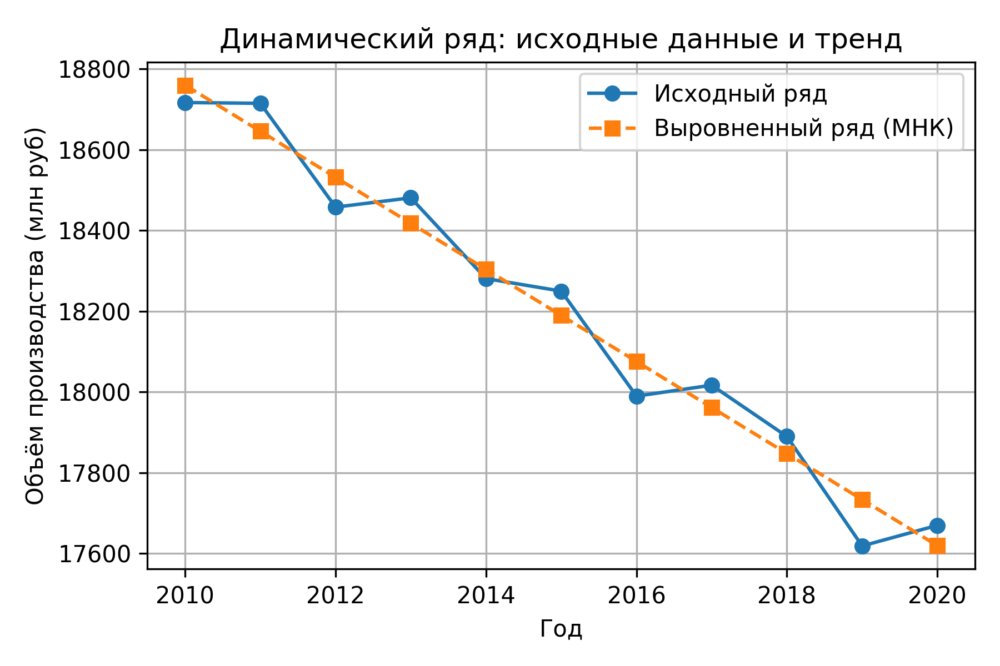 Динамический ряд: исходные данные и тренд
Исходный ряд
Выровненный ряд (МНК)
Объём производства (млн руб)
18800
18600
18400
18200
18000
17800
17600
2010
2012
2014
2016
2018
2020
Год